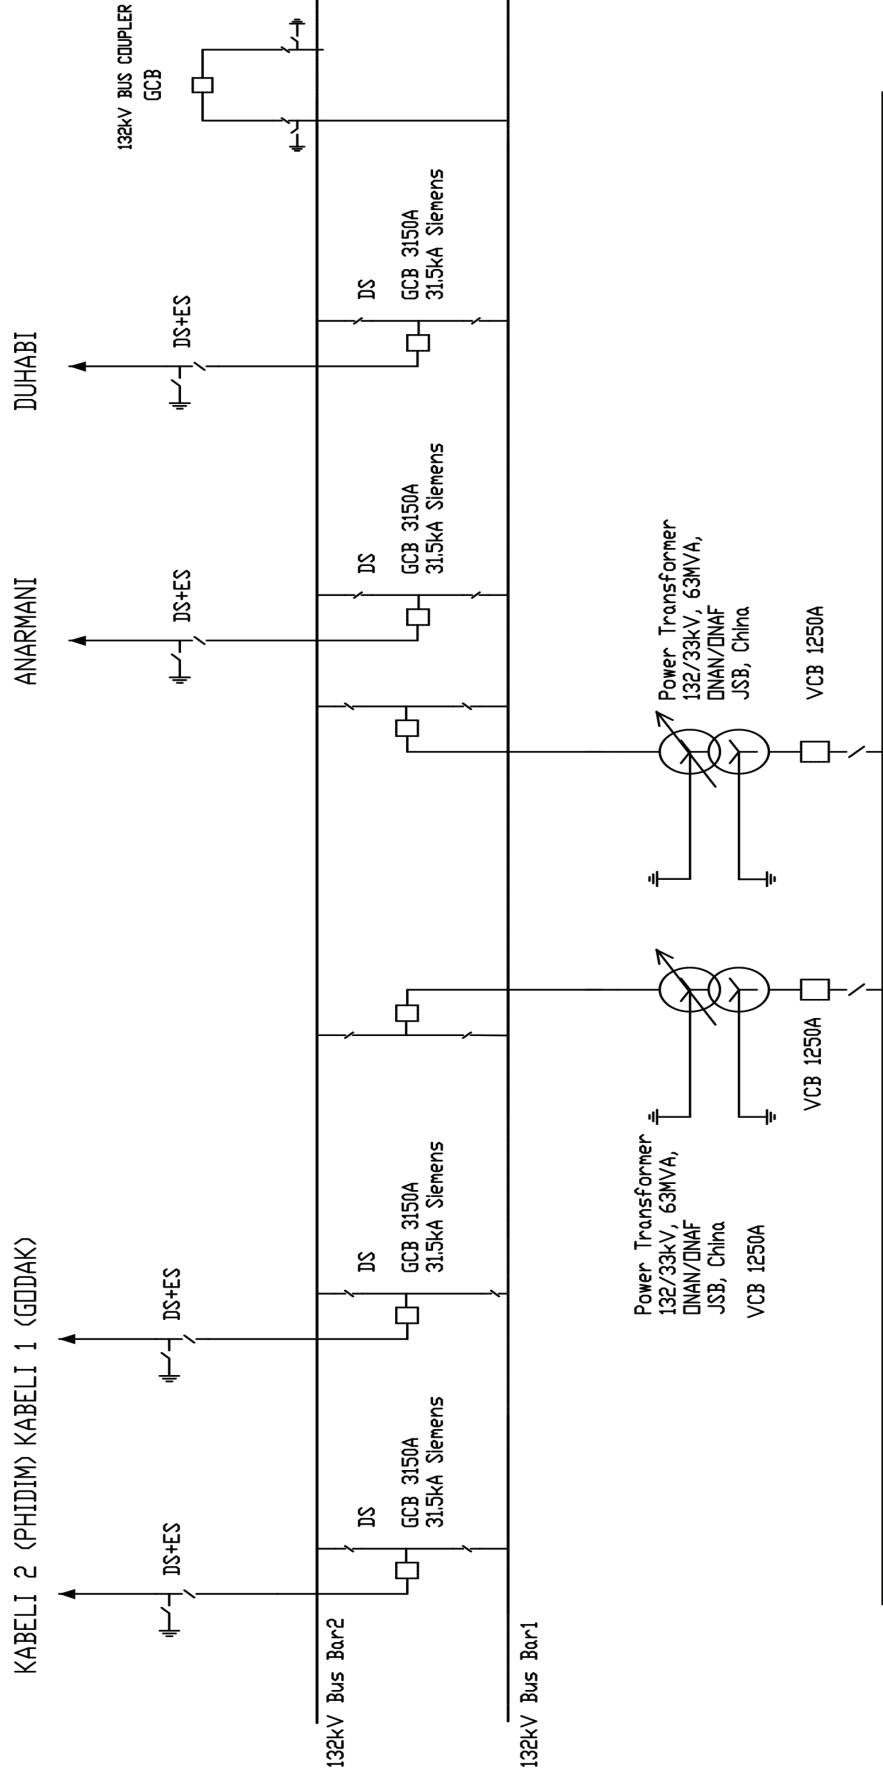 KABELI 2 (PHIDIM) KABELI 1 (GODAK)
ANARMANI
DUHABI
132kV BUS COUPLER
GCB
DS+ES
DS+ES
DS+ES
DS+ES
132kV Bus Bar2
DS
GCB 3150A
31.5kA Siemens
DS
GCB 3150A
31.5kA Siemens
DS
GCB 3150A
31.5kA Siemens
DS
GCB 3150A
31.5kA Siemens
132kV Bus Bar1
Power Transformer
132/33kV, 63MVA,
ONAN/ONAF
JSB, China
VCB 1250A
VCB 1250A
Power Transformer
132/33kV, 63MVA,
ONAN/ONAF
JSB, China
VCB 1250A